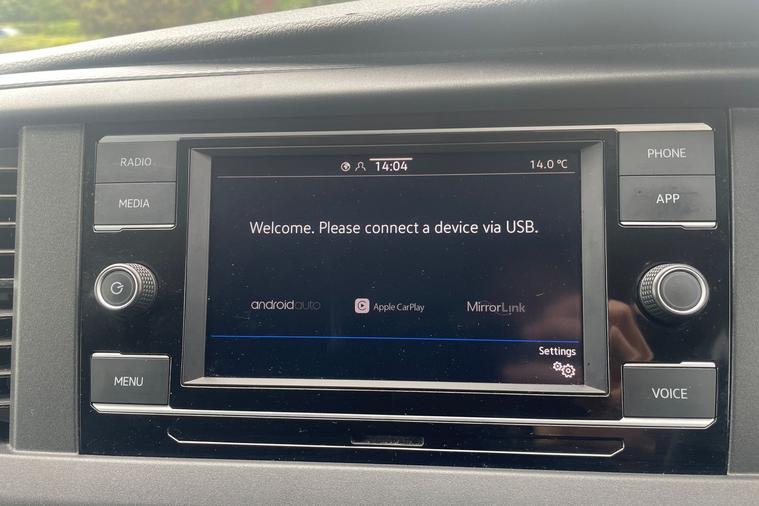 RADIO
MEDIA
MENU
14:04
14.0 °C
Welcome. Please connect a device via USB.
androidauto
Apple CarPlay
MirrorLink
Settings
PHONE
APP
VOICE